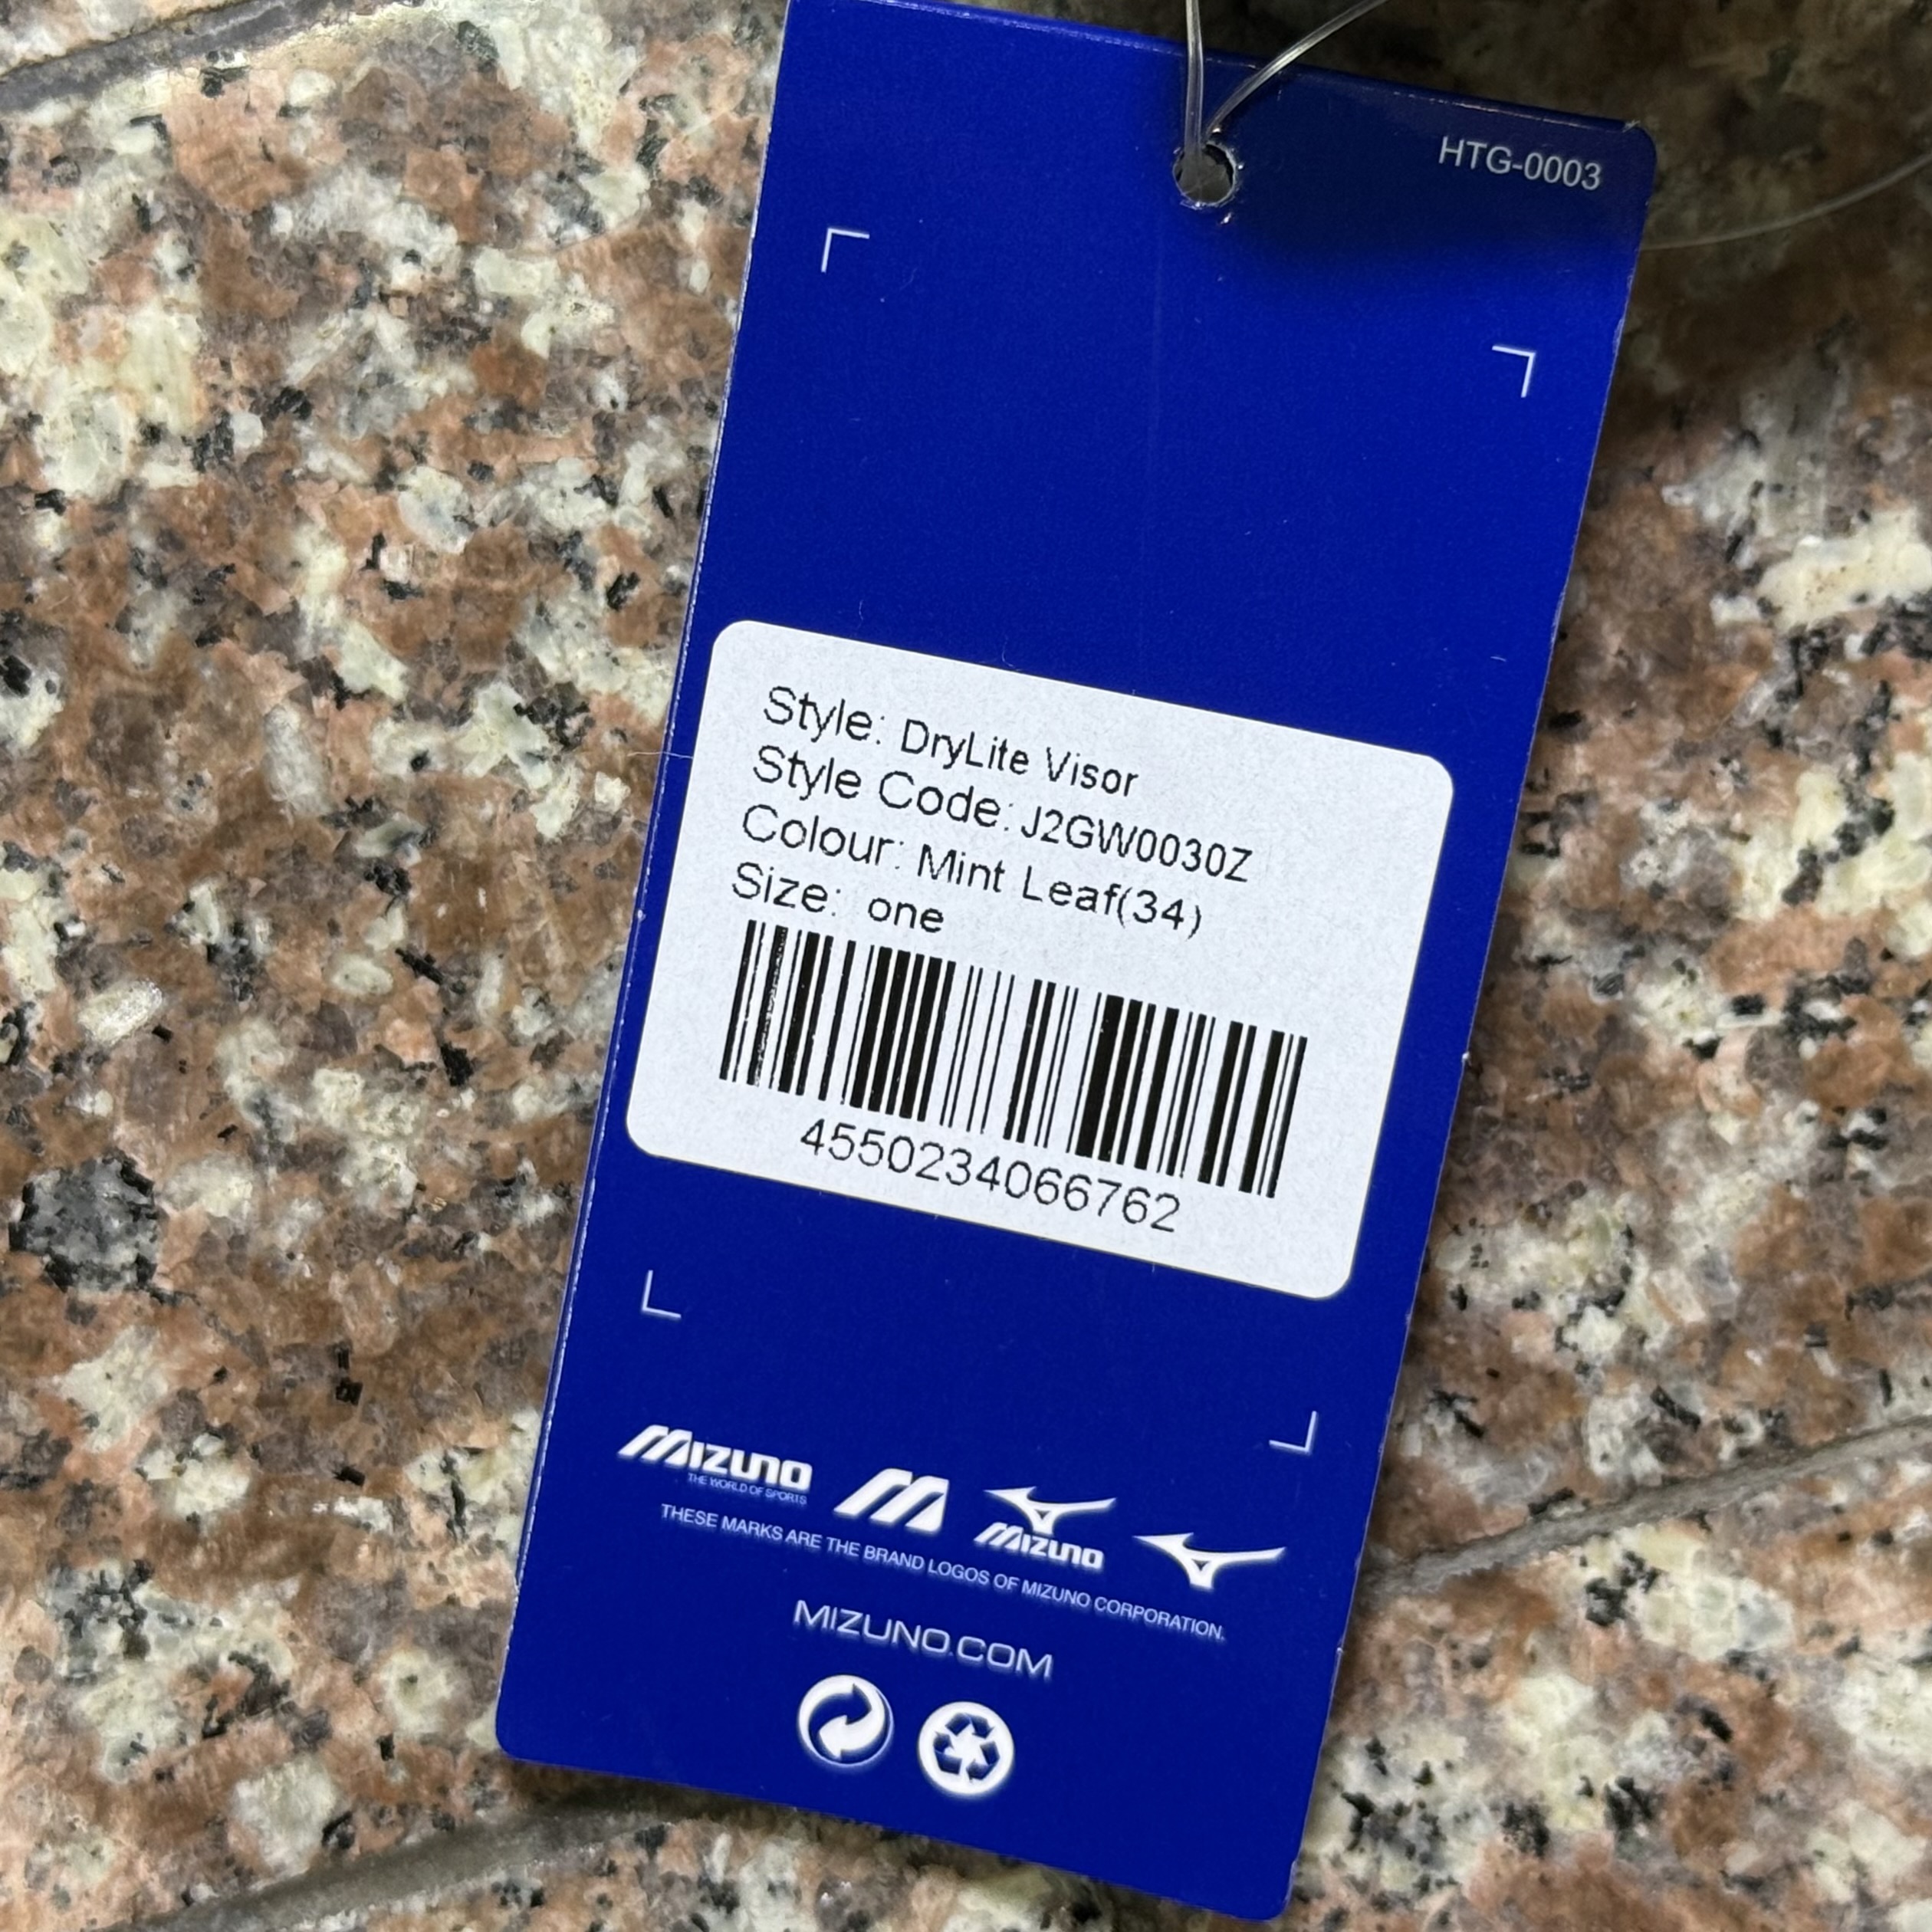 HTG-0003
Style: DryLite Visor
Style Code: J2GW0030Z
Colour: Mint Leaf(34)
Size: one
4550234066762
MIZUNO
THE WORLD OF SPORTS
MIZUNO
THESE MARKS ARE THE BRAND LOGOS OF MIZUNO CORPORATION.
MIZUNO.COM